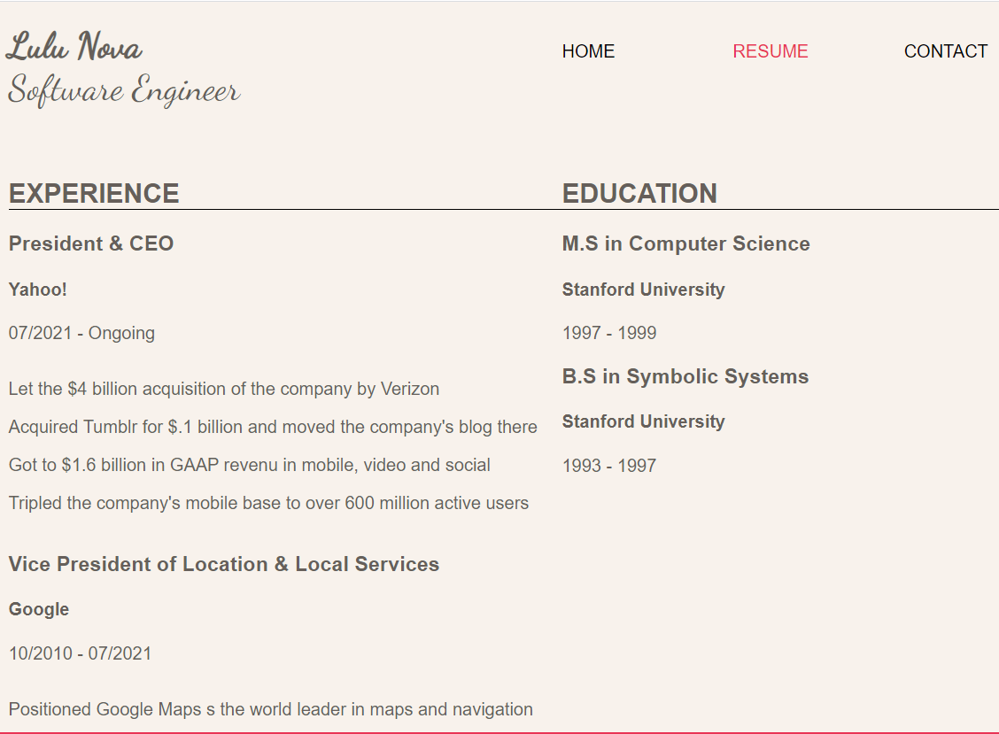 Lulu Nova
Software Engineer
HOME
RESUME
CONTACT
EXPERIENCE
President & CEO
Yahoo!
07/2021 - Ongoing
Let the $4 billion acquisition of the company by Verizon
Acquired Tumblr for $.1 billion and moved the company's blog there
Got to $1.6 billion in GAAP revenu in mobile, video and social
Tripled the company's mobile base to over 600 million active users
Vice President of Location & Local Services
Google
10/2010 - 07/2021
Positioned Google Maps s the world leader in maps and navigation
EDUCATION
M.S in Computer Science
Stanford University
1997 - 1999
B.S in Symbolic Systems
Stanford University
1993 - 1997